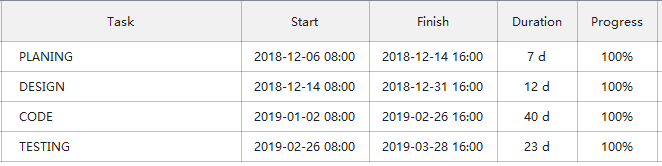 Task Start Finish Duration Progress
PLANING 2018-12-06 08:00 2018-12-14 16:00 7 d 100%
DESIGN 2018-12-14 08:00 2018-12-31 16:00 12 d 100%
CODE 2019-01-02 08:00 2019-02-26 16:00 40 d 100%
TESTING 2019-02-26 08:00 2019-03-28 16:00 23 d 100%